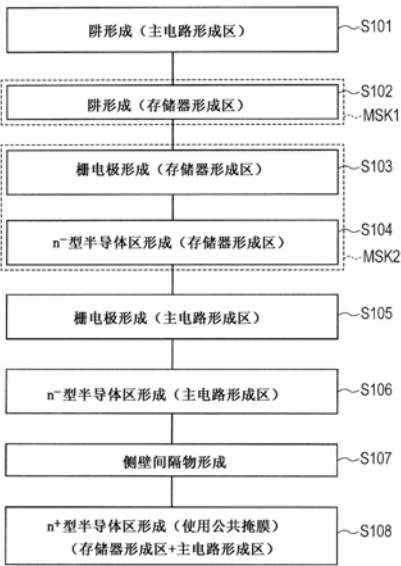 阱形成（主电路形成区）
S101
阱形成（存储器形成区）
S102
MSK1
栅电极形成（存储器形成区）
S103
n⁻型半导体区形成（存储器形成区）
S104
MSK2
栅电极形成（主电路形成区）
S105
n⁻型半导体区形成（主电路形成区）
S106
侧壁间隔物形成
S107
n⁺型半导体区形成（使用公共掩膜）
（存储器形成区+主电路形成区）
S108